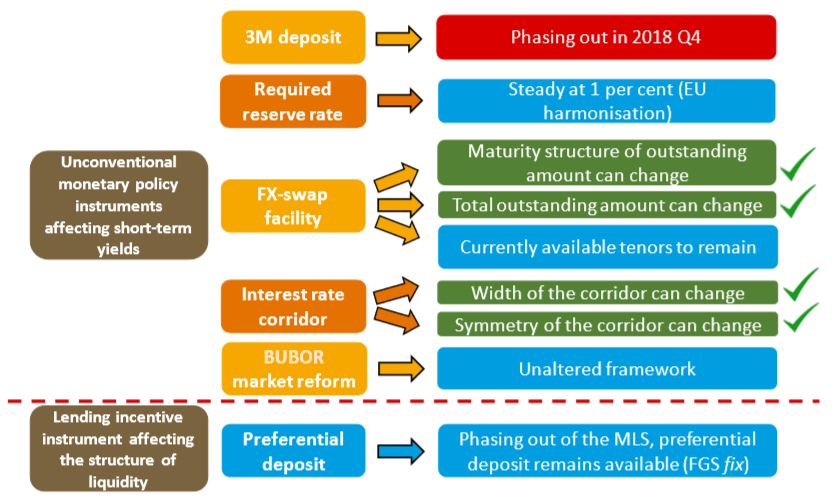 3M deposit
Phasing out in 2018 Q4
Required
reserve rate
Steady at 1 per cent (EU
harmonisation)
Unconventional
monetary policy
instruments
affecting short-term
yields
FX-swap
facility
Maturity structure of outstanding
amount can change
Total outstanding amount can change
Currently available tenors to remain
Interest rate
corridor
Width of the corridor can change
Symmetry of the corridor can change
BUBOR
market reform
Unaltered framework
Lending incentive
instrument affecting
the structure of
liquidity
Preferential
deposit
Phasing out of the MLS, preferential
deposit remains available (FGS fix)